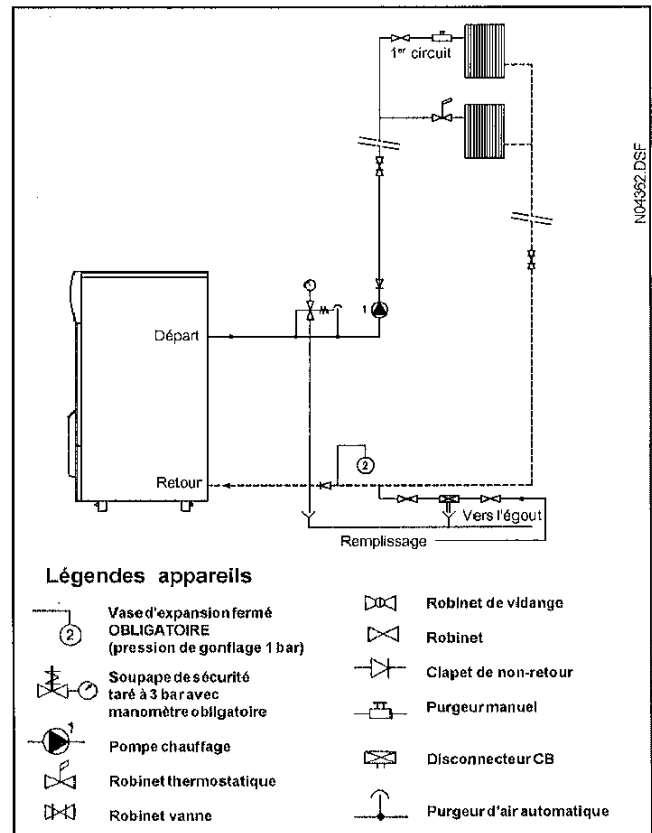 1er circuit
N04362.DSF
Départ
1
2
Retour
Vers l'égout
Remplissage
Légendes appareils
2
Vase d'expansion fermé
OBLIGATOIRE
(pression de gonflage 1 bar)
Soupape de sécurité
taré à 3 bar avec
manomètre obligatoire
Pompe chauffage
Robinet thermostatique
Robinet vanne
Robinet de vidange
Robinet
Clapet de non-retour
Purgeur manuel
Disconnecteur CB
Purgeur d'air automatique